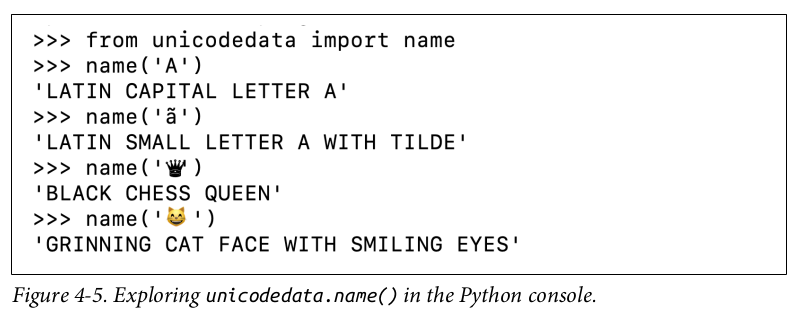 >>> from unicodedata import name
>>> name('A')
'LATIN CAPITAL LETTER A'
>>> name('ã')
'LATIN SMALL LETTER A WITH TILDE'
>>> name('♛')
'BLACK CHESS QUEEN'
>>> name('😸')
'GRINNING CAT FACE WITH SMILING EYES'
Figure 4-5. Exploring unicodedata.name() in the Python console.